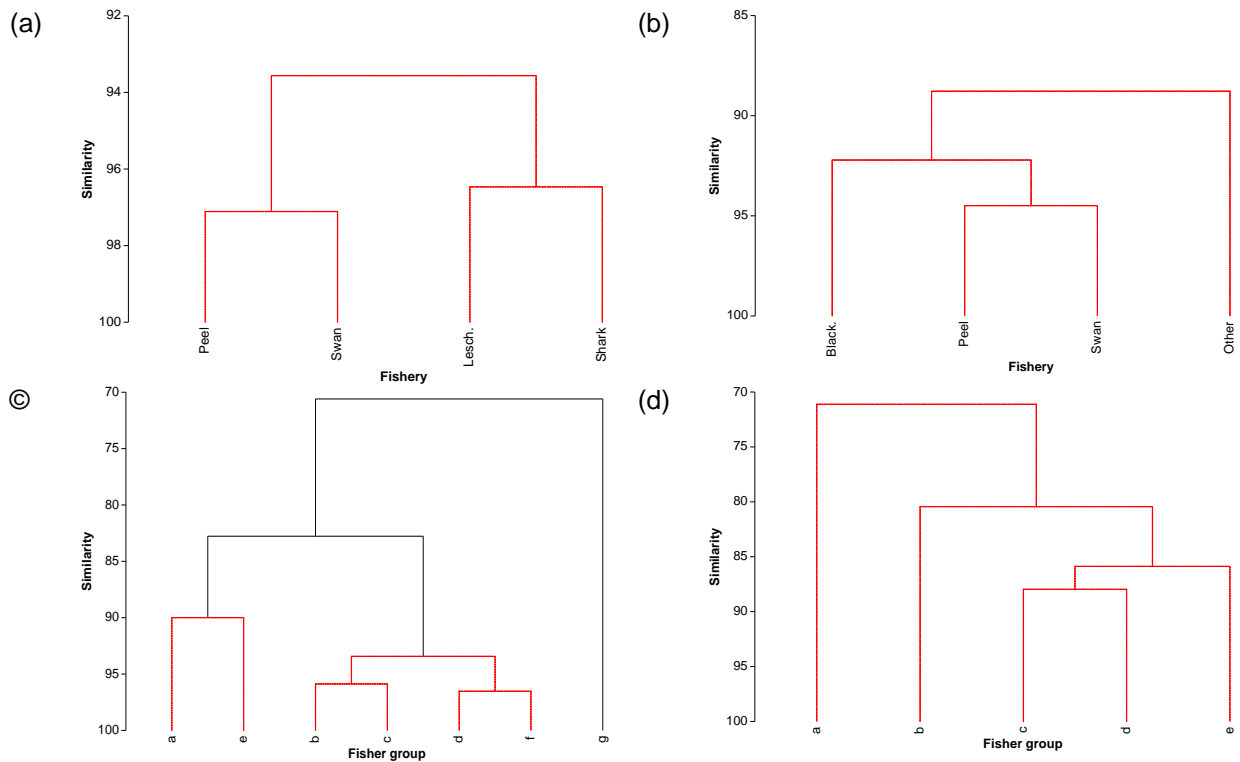 (a)
92
94
96
98
100
Similarity
Peel
Swan
Lesch.
Shark
Fishery
(b)
85
90
95
100
Similarity
Black.
Peel
Swan
Other
Fishery
©
70
80
85
90
95
100
Similarity
a
e
b
c
d
f
g
Fisher group
(d)
70
75
80
85
90
95
100
Similarity
a
b
c
d
e
Fisher group